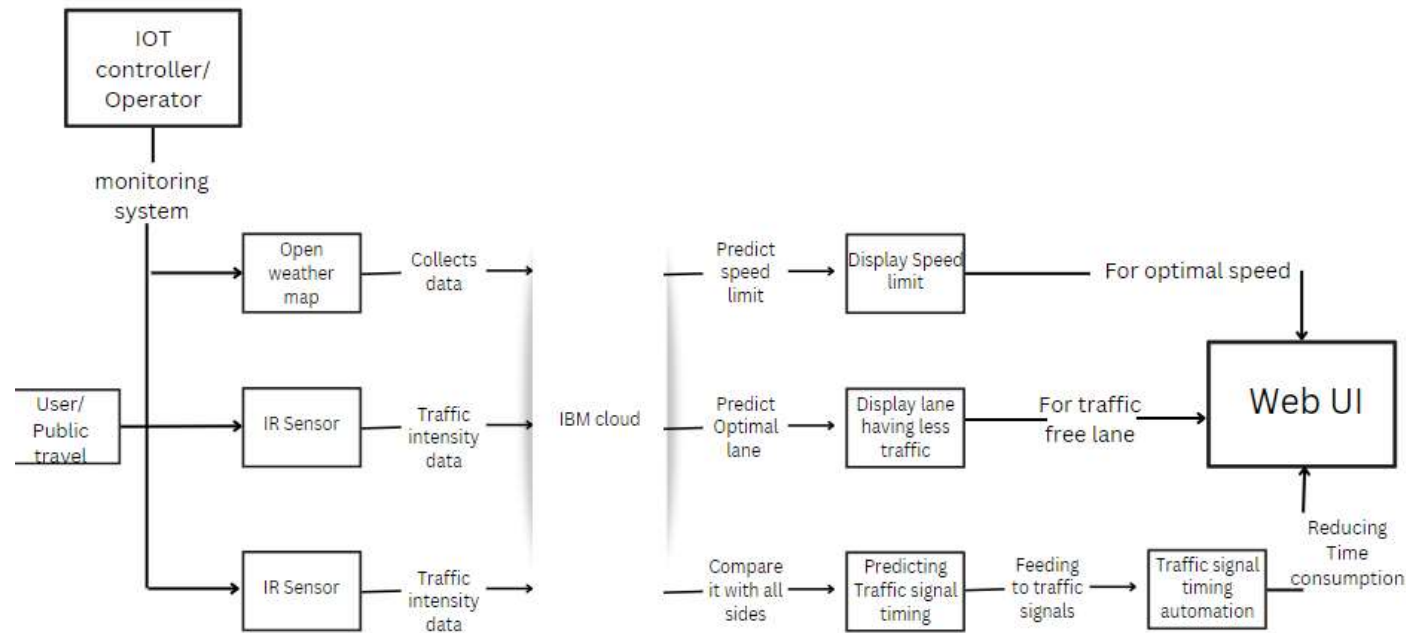 IOT
controller/
Operator
monitoring
system
Open
weather
map
Collects
data
Predict
speed
limit
Display Speed
limit
For optimal speed
User/
Public
travel
IR Sensor
Traffic
intensity
data
IBM cloud
Predict
Optimal
lane
Display lane
having less
traffic
For traffic
free lane
Web UI
IR Sensor
Traffic
intensity
data
Compare
it with all
sides
Predicting
Traffic signal
timing
Feeding
to traffic
signals
Traffic signal
timing
automation
Reducing
Time
consumption